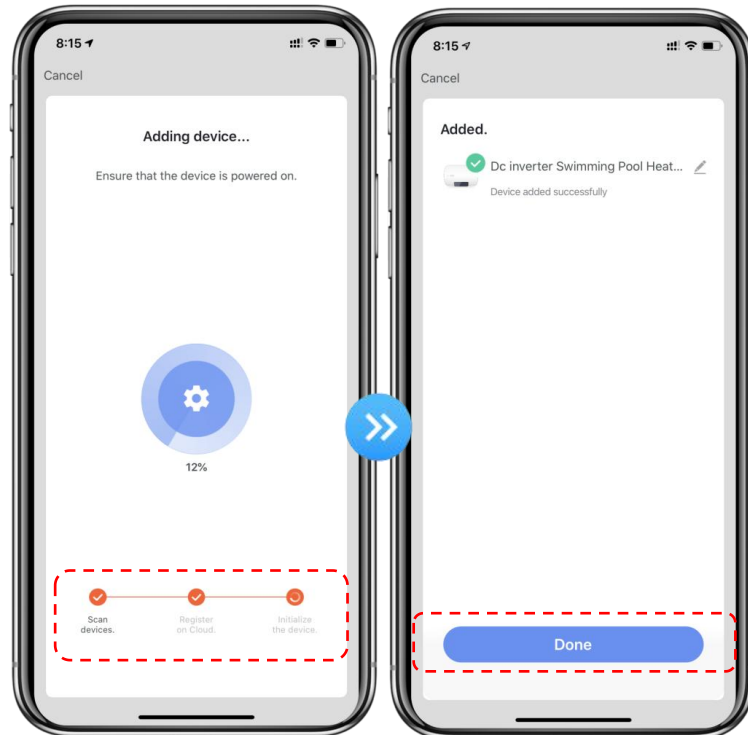 8:15
Cancel
Adding device...
Ensure that the device is powered on.
12%
Scan
devices.
Register
on Cloud.
Initialize
the device.
8:15
Cancel
Added.
Dc inverter Swimming Pool Heat...
Device added successfully
Done